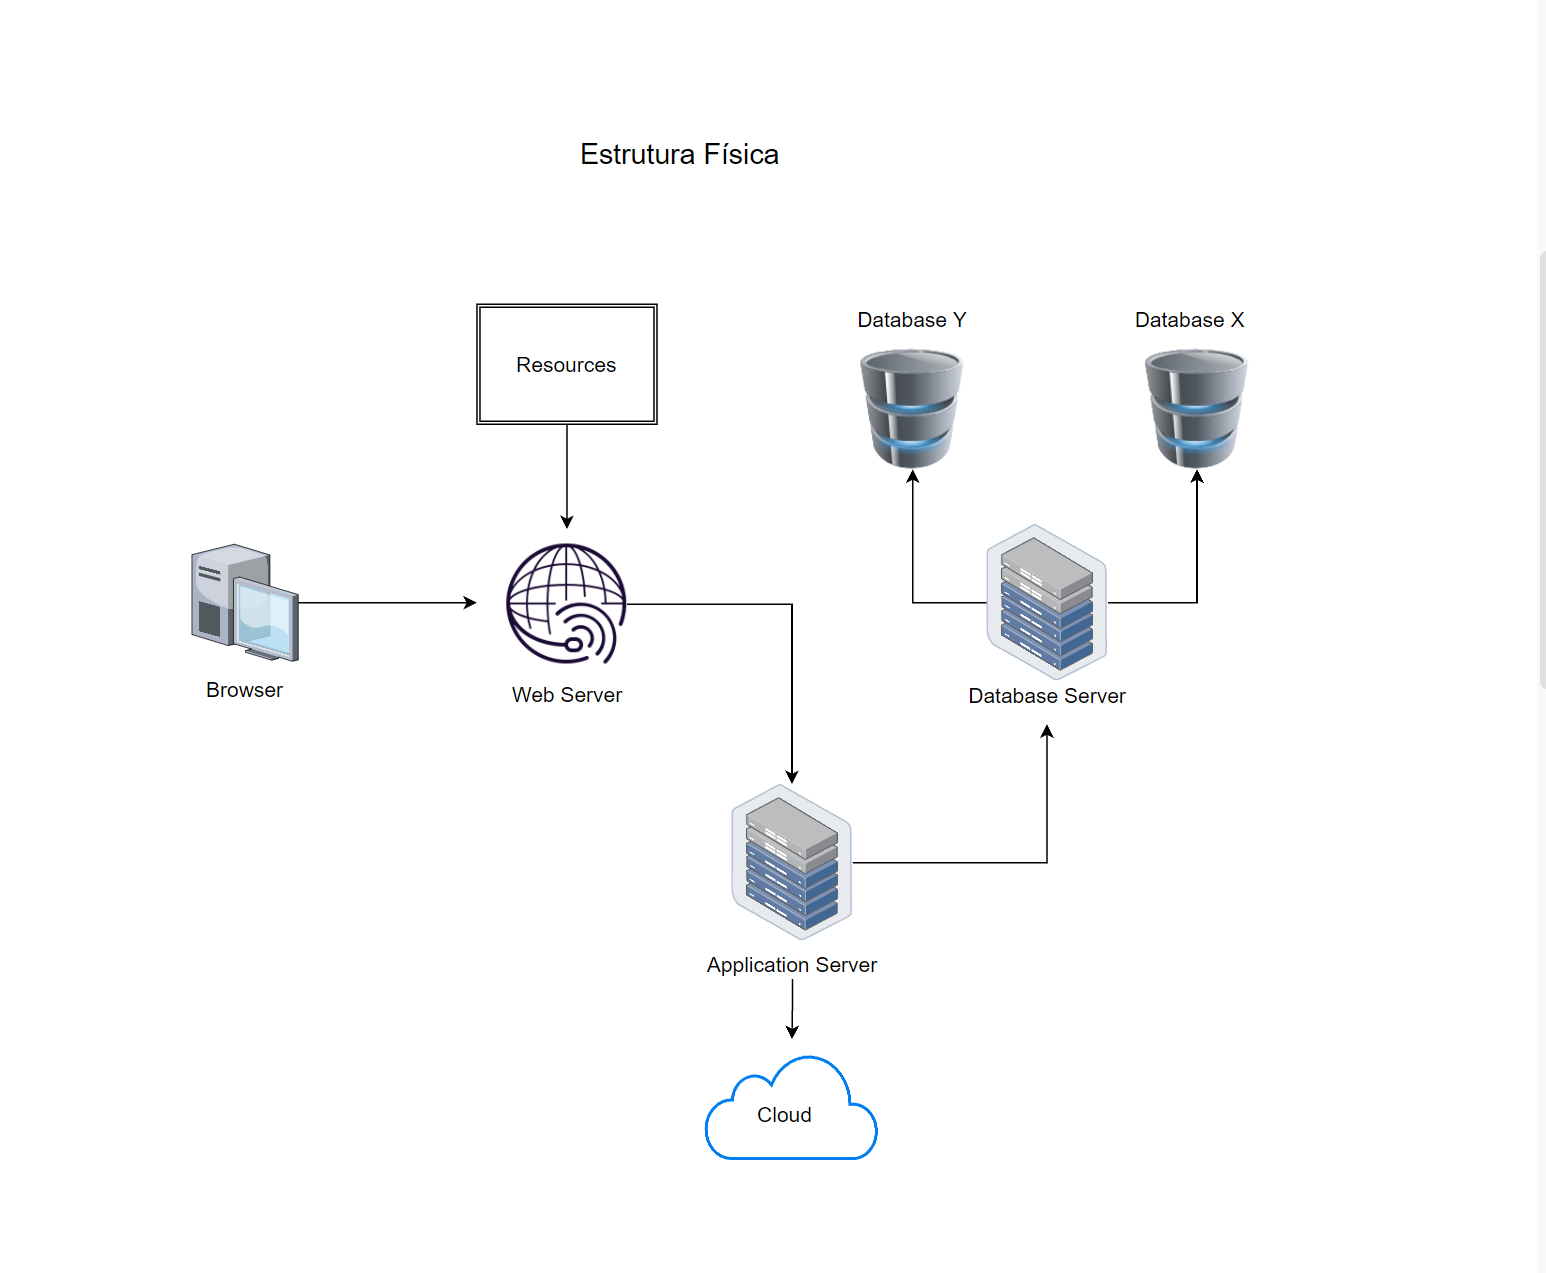 Estrutura Física
Database Y
Database X
Resources
Browser
Web Server
Database Server
Application Server
Cloud